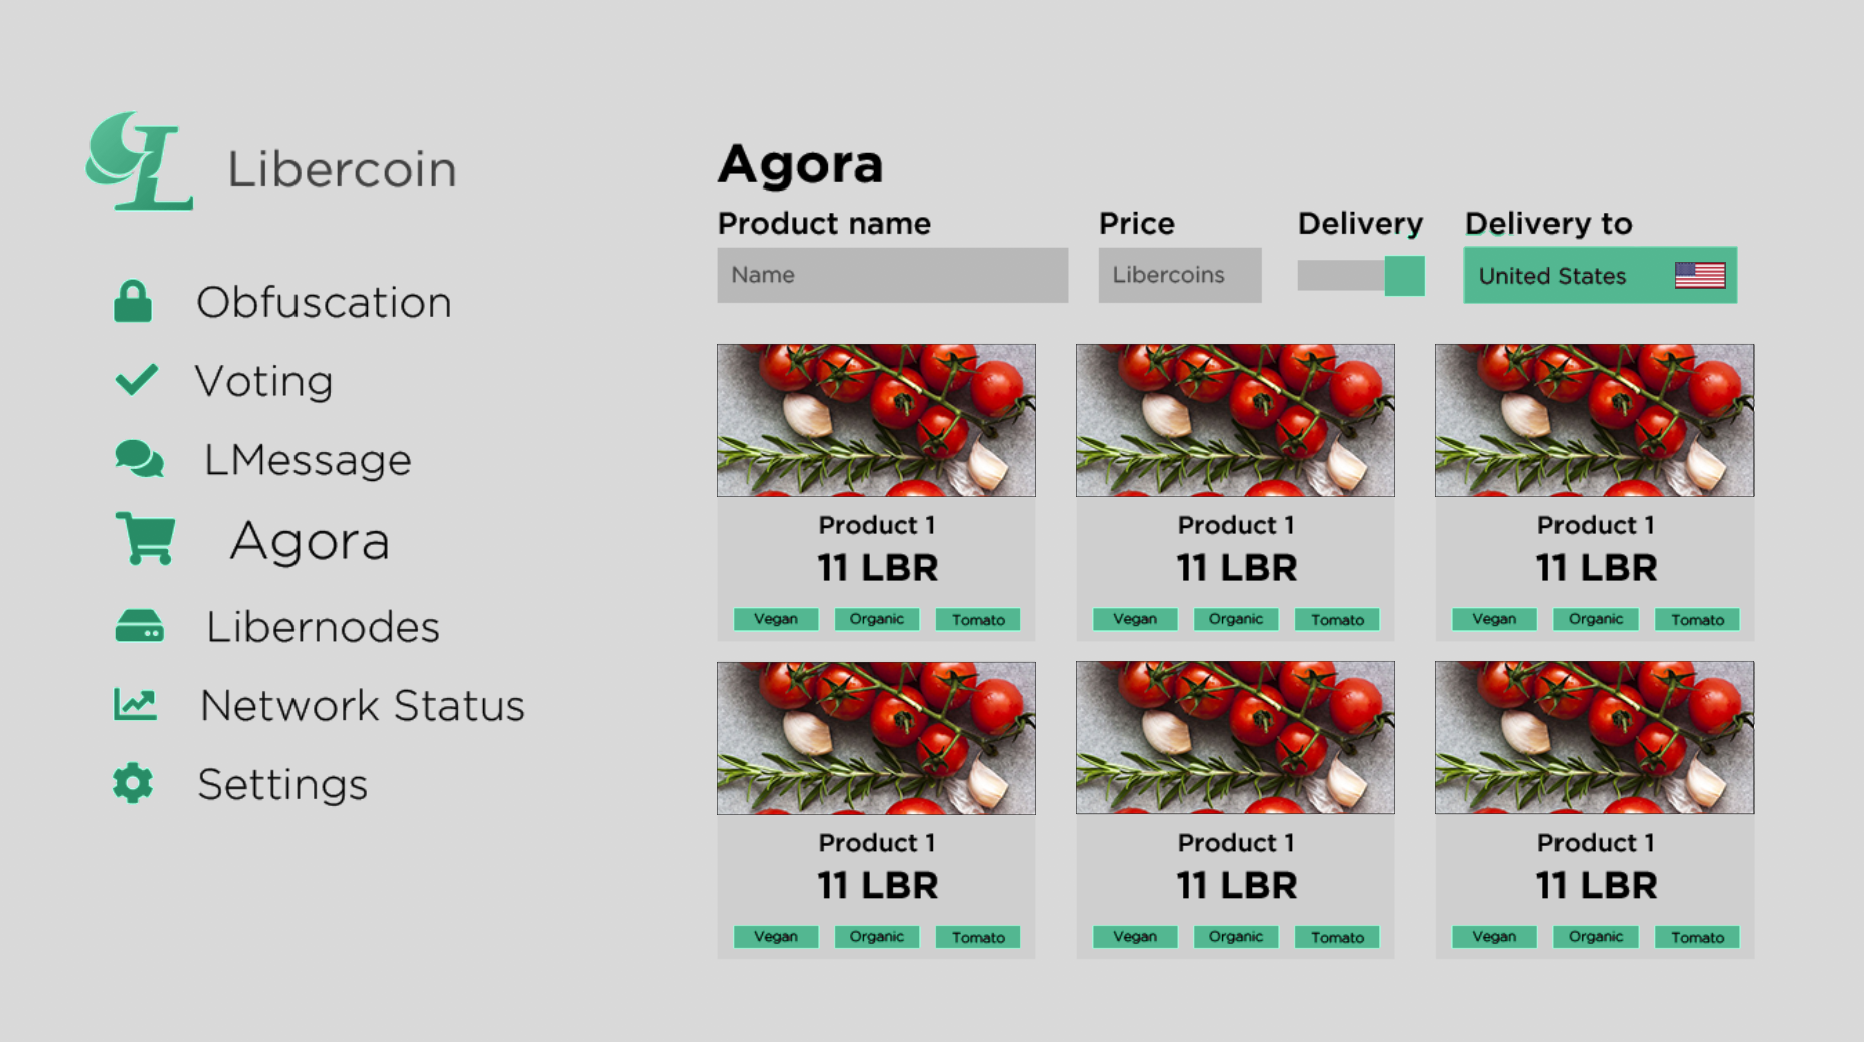 Libercoin
Obfuscation
Voting
LMessage
Agora
Libernodes
Network Status
Settings
Agora
Product name Price Delivery Delivery to
Name Libercoins United States
Product 1 Product 1 Product 1
11 LBR 11 LBR 11 LBR
Vegan Organic Tomato Vegan Organic Tomato Vegan Organic Tomato
Product 1 Product 1 Product 1
11 LBR 11 LBR 11 LBR
Vegan Organic Tomato Vegan Organic Tomato Vegan Organic Tomato